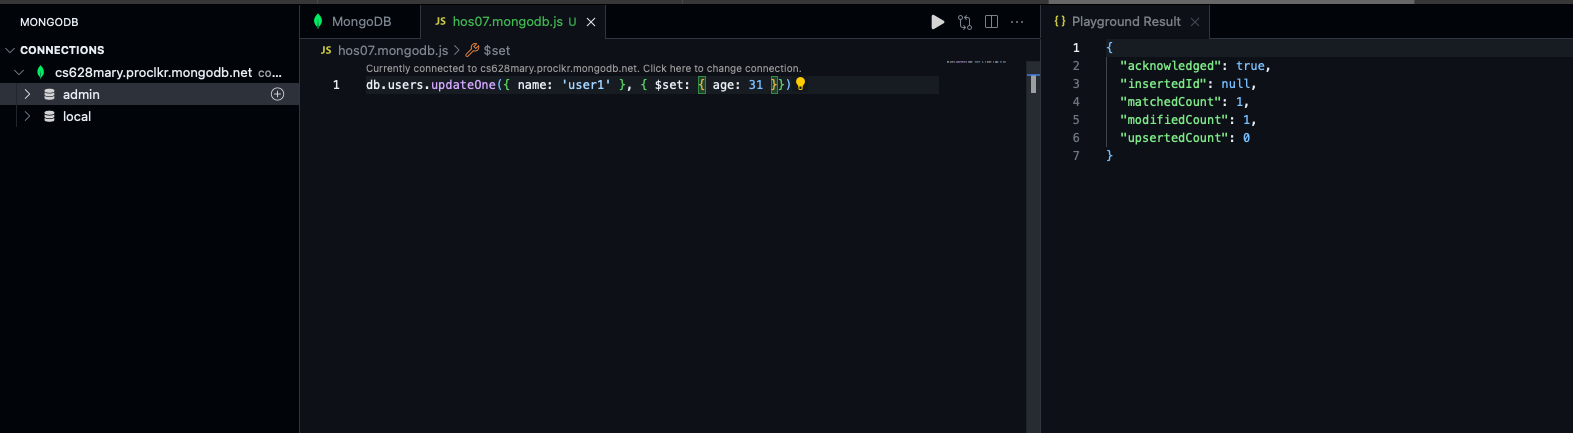 MONGODB
CONNECTIONS
cs628mary.proclkr.mongodb.net co...
admin
local
MongoDB
JS hos07.mongodb.js U
JS hos07.mongodb.js > $set
Currently connected to cs628mary.proclkr.mongodb.net. Click here to change connection.
1 db.users.updateOne({ name: 'user1' }, { $set: { age: 31 }})
{} Playground Result
1 {
2 "acknowledged": true,
3 "insertedId": null,
4 "matchedCount": 1,
5 "modifiedCount": 1,
6 "upsertedCount": 0
7 }